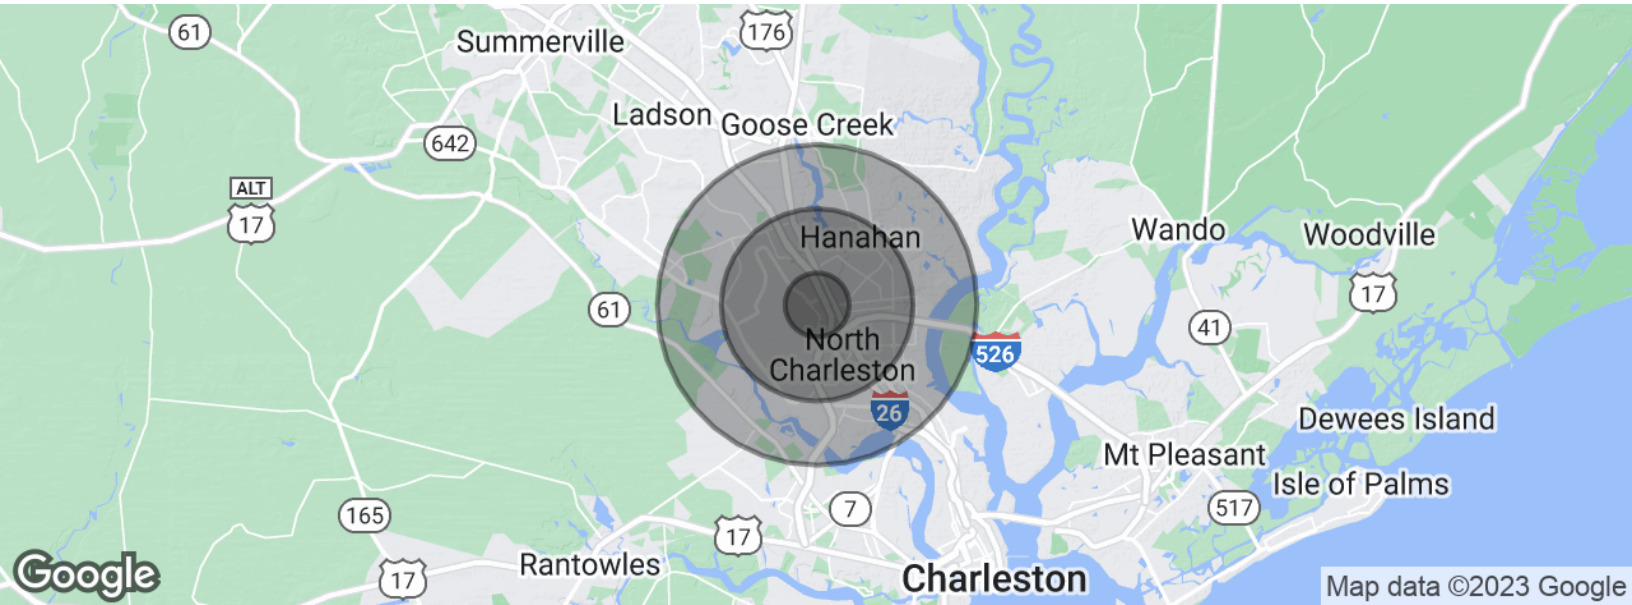 61
Summerville
176
Ladson
Goose Creek
642
ALT
17
Hanahan
Wando
Woodville
17
61
41
North
Charleston
526
26
Dewees Island
Mt Pleasant
Isle of Palms
517
165
7
17
Rantowles
17
Charleston
Google
Map data ©2023 Google